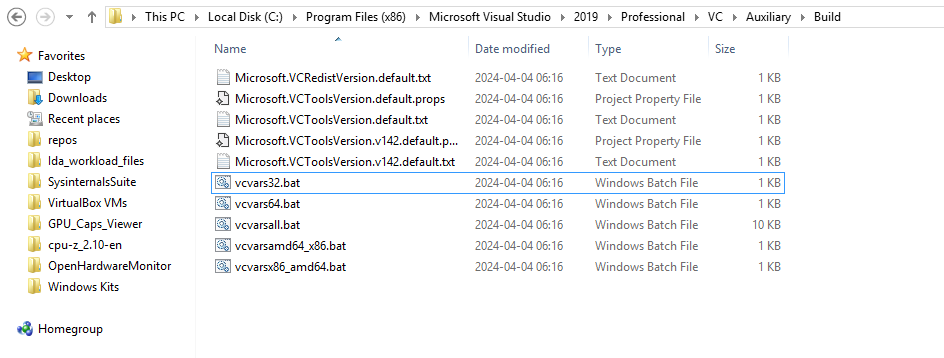 This PC Local Disk (C:) Program Files (x86) Microsoft Visual Studio 2019 Professional VC Auxiliary Build
Favorites
Desktop
Downloads
Recent places
repos
lda_workload_files
SysinternalsSuite
VirtualBox VMs
GPU_Caps_Viewer
cpu-z_2.10-en
OpenHardwareMonitor
Windows Kits
Homegroup
Name Date modified Type Size
Microsoft.VCRedistVersion.default.txt 2024-04-04 06:16 Text Document 1 KB
Microsoft.VCToolsVersion.default.props 2024-04-04 06:16 Project Property File 1 KB
Microsoft.VCToolsVersion.default.txt 2024-04-04 06:16 Text Document 1 KB
Microsoft.VCToolsVersion.v142.default.p... 2024-04-04 06:16 Project Property File 1 KB
Microsoft.VCToolsVersion.v142.default.txt 2024-04-04 06:16 Text Document 1 KB
vcvars32.bat 2024-04-04 06:16 Windows Batch File 1 KB
vcvars64.bat 2024-04-04 06:16 Windows Batch File 1 KB
vcvarsall.bat 2024-04-04 06:16 Windows Batch File 10 KB
vcvarsamd64_x86.bat 2024-04-04 06:16 Windows Batch File 1 KB
vcvarsx86_amd64.bat 2024-04-04 06:16 Windows Batch File 1 KB